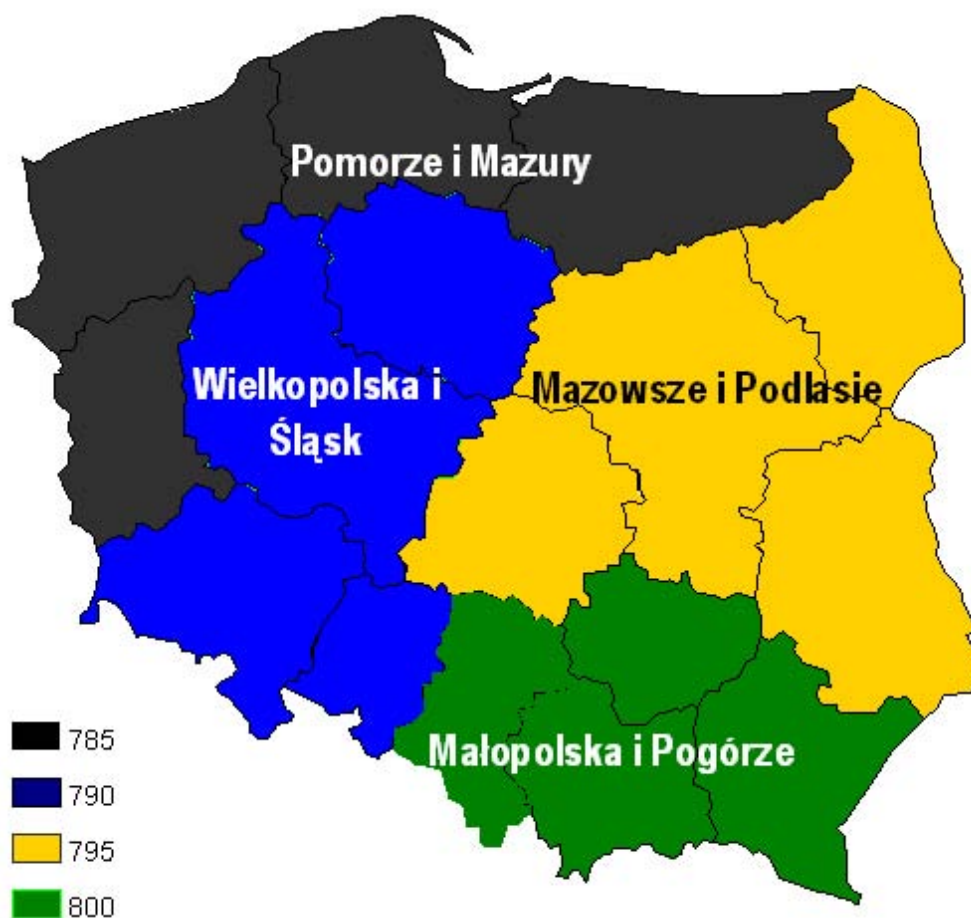 Pomorze i Mazury
Wielkopolska i
Śląsk
Mazowsze i Podlasie
Małopolska i Pogórze
785
790
795
800